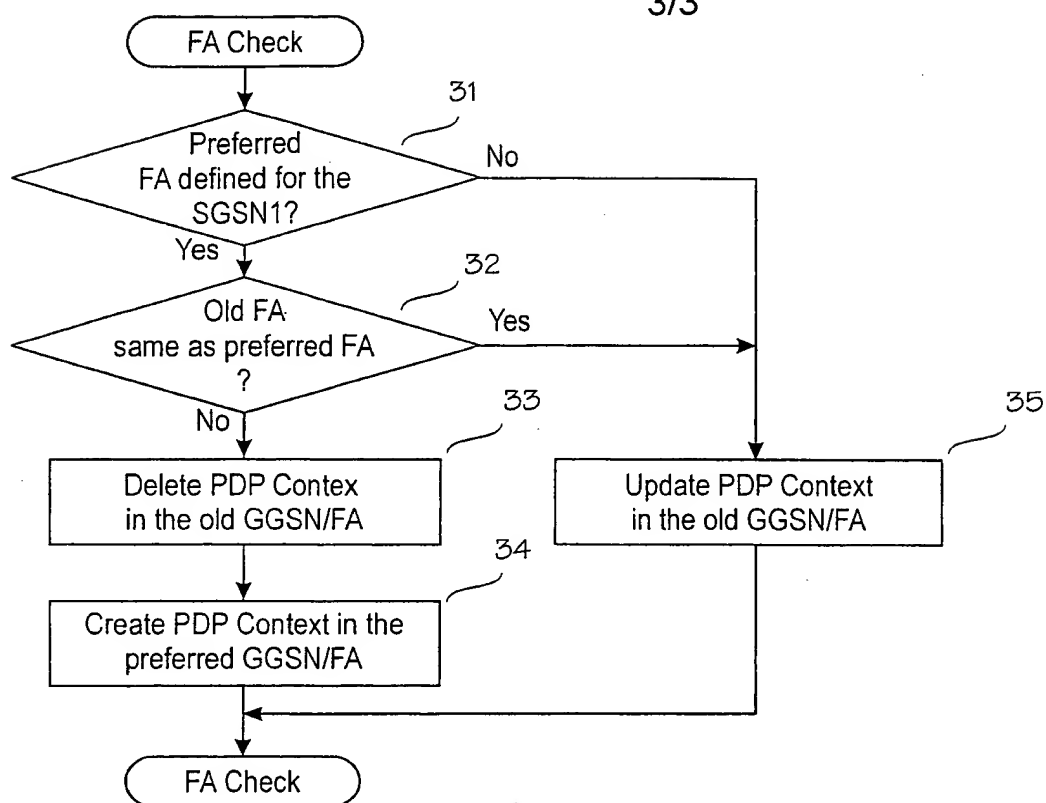 3/3
FA Check
31
Preferred
FA defined for the
SGSN1?
No
Yes
32
Old FA
same as preferred FA
?
Yes
No
33
Delete PDP Contex
in the old GGSN/FA
35
Update PDP Context
in the old GGSN/FA
34
Create PDP Context in the
preferred GGSN/FA
FA Check